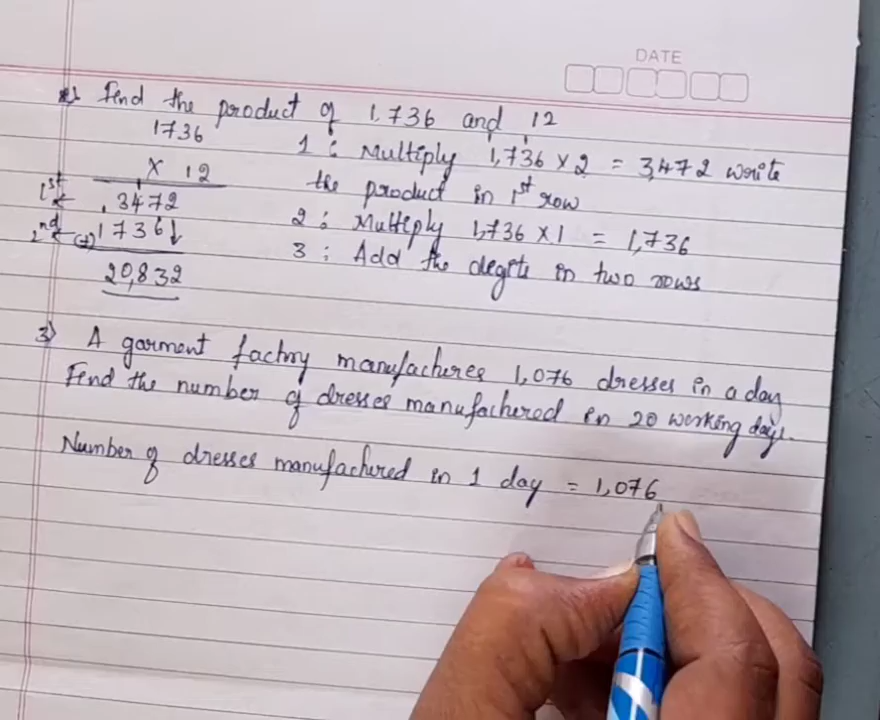 DATE
Find the product of 1,736 and 12
1736
x 12
1st 3472
2nd (+) 1736↓
20,832
1 : Multiply 1,736 x 2 = 3,472 write
the product in 1st row
2 : Multiply 1,736 x 1 = 1,736
3 : Add the degits in two rows
3) A garment factory manufactures 1,076 dresses in a day
Find the number of dresses manufactured in 20 working days.
Number of dresses manufactured in 1 day = 1,076